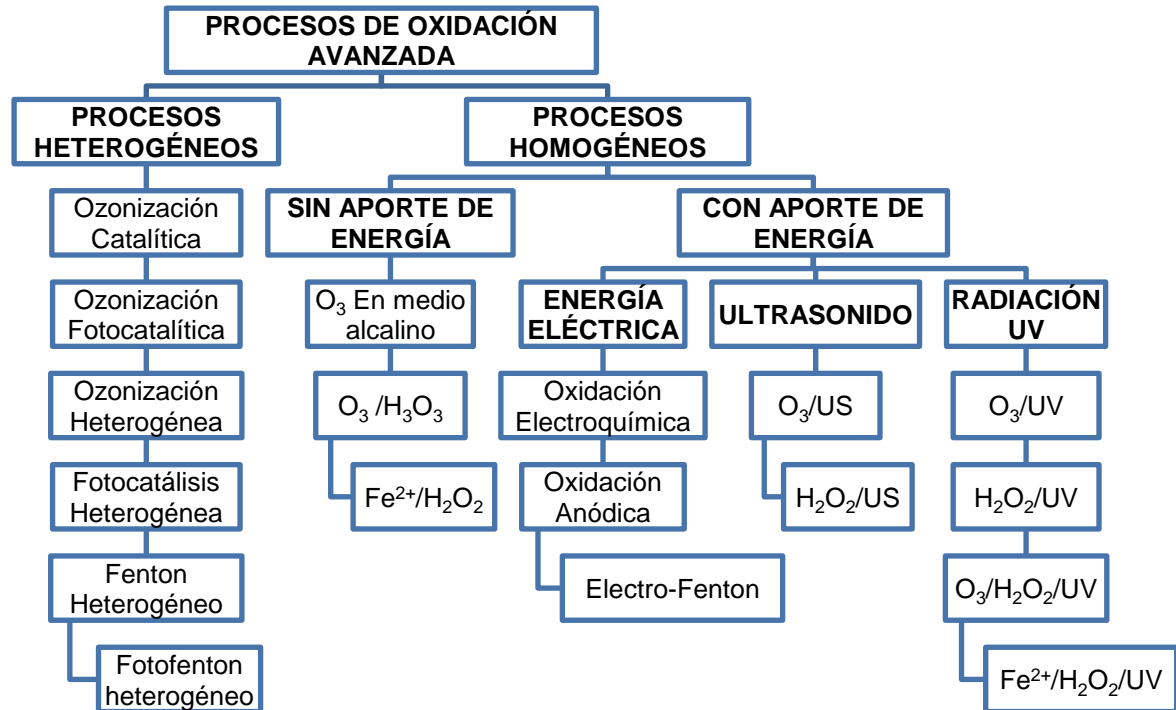 PROCESOS DE OXIDACIÓN
AVANZADA
PROCESOS
HETEROGÉNEOS
Ozonización
Catalítica
Ozonización
Fotocatalítica
Ozonización
Heterogénea
Fotocatálisis
Heterogénea
Fenton
Heterogéneo
Fotofenton
heterogéneo
PROCESOS
HOMOGÉNEOS
SIN APORTE DE
ENERGÍA
O₃ En medio
alcalino
O₃ /H₃O₃
Fe²⁺/H₂O₂
CON APORTE DE
ENERGÍA
ENERGÍA
ELÉCTRICA
Oxidación
Electroquímica
Oxidación
Anódica
Electro-Fenton
ULTRASONIDO
O₃/US
H₂O₂/US
RADIACIÓN
UV
O₃/UV
H₂O₂/UV
O₃/H₂O₂/UV
Fe²⁺/H₂O₂/UV